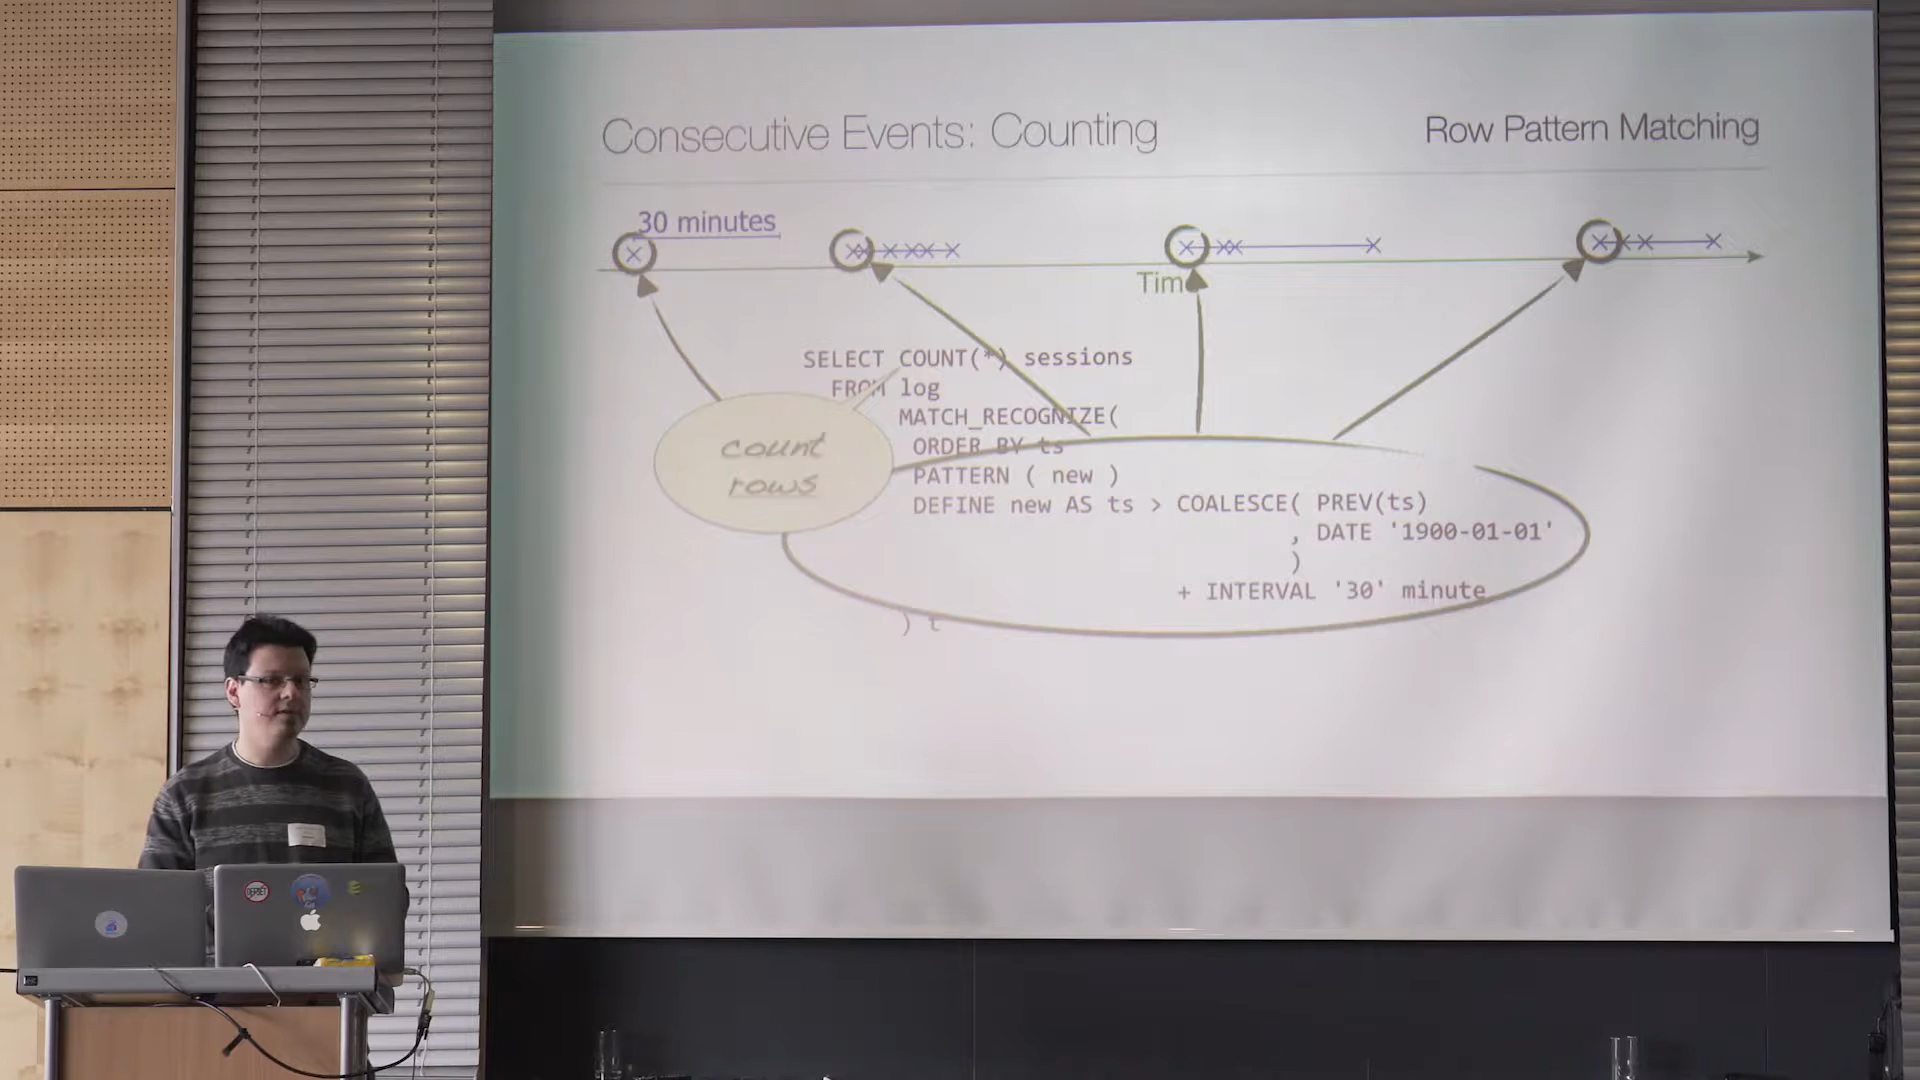 Consecutive Events: Counting
Row Pattern Matching
30 minutes
Tim
SELECT COUNT(*) sessions
FROM log
MATCH_RECOGNIZE(
ORDER BY ts
PATTERN ( new )
DEFINE new AS ts > COALESCE( PREV(ts)
, DATE '1900-01-01'
)
+ INTERVAL '30' minute
) t
count
rows